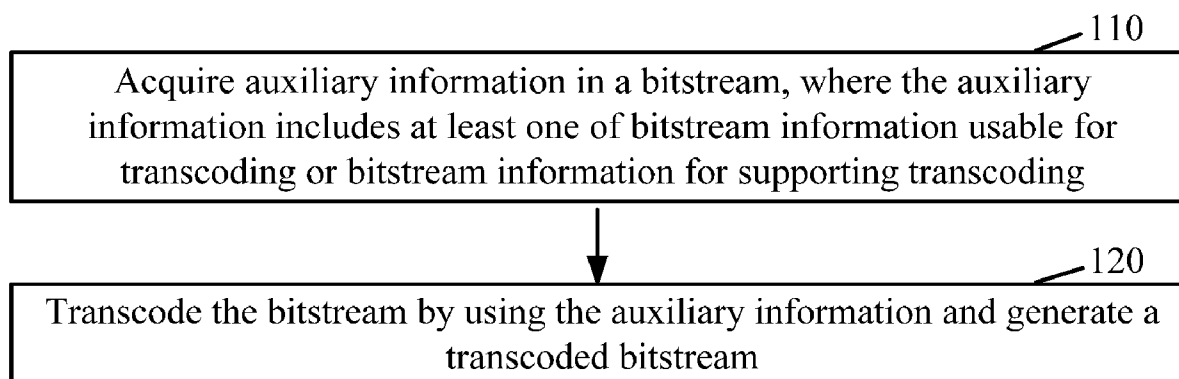 110
Acquire auxiliary information in a bitstream, where the auxiliary
information includes at least one of bitstream information usable for
transcoding or bitstream information for supporting transcoding
120
Transcode the bitstream by using the auxiliary information and generate a
transcoded bitstream